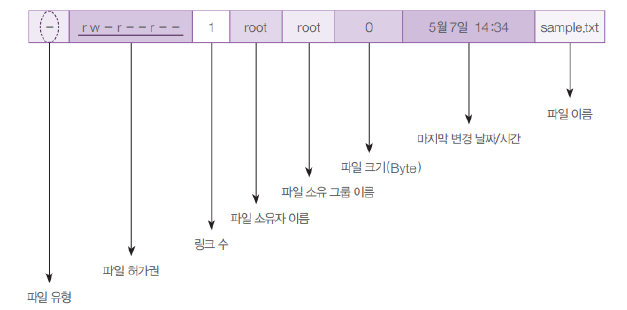 - rw-r--r-- 1 root root 0 5월7일 14:34 sample.txt
파일 이름
마지막 변경 날짜/시간
파일 크기(Byte)
파일 소유 그룹 이름
파일 소유자 이름
링크 수
파일 허가권
파일 유형